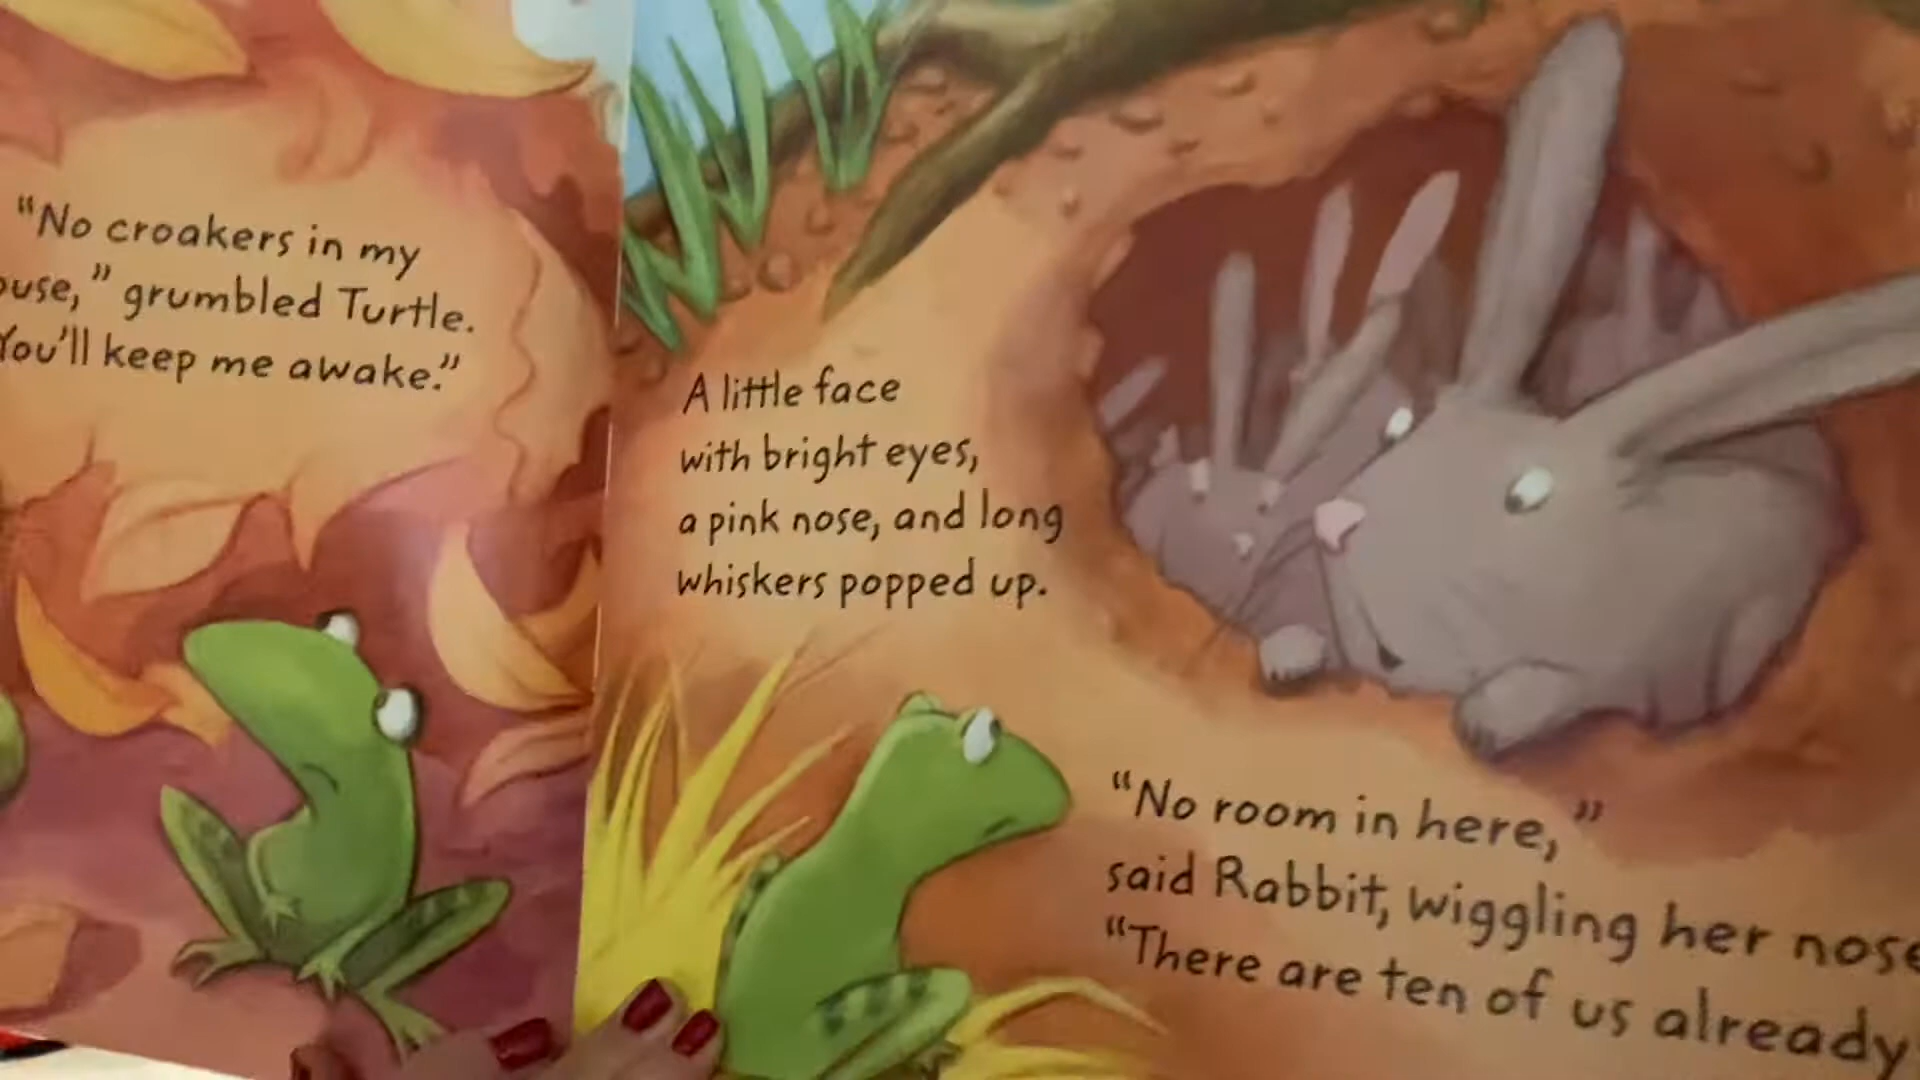 “No croakers in my
ouse,” grumbled Turtle.
You’ll keep me awake.”
A little face
with bright eyes,
a pink nose, and long
whiskers popped up.
“No room in here,”
said Rabbit, wiggling her nose
“There are ten of us already